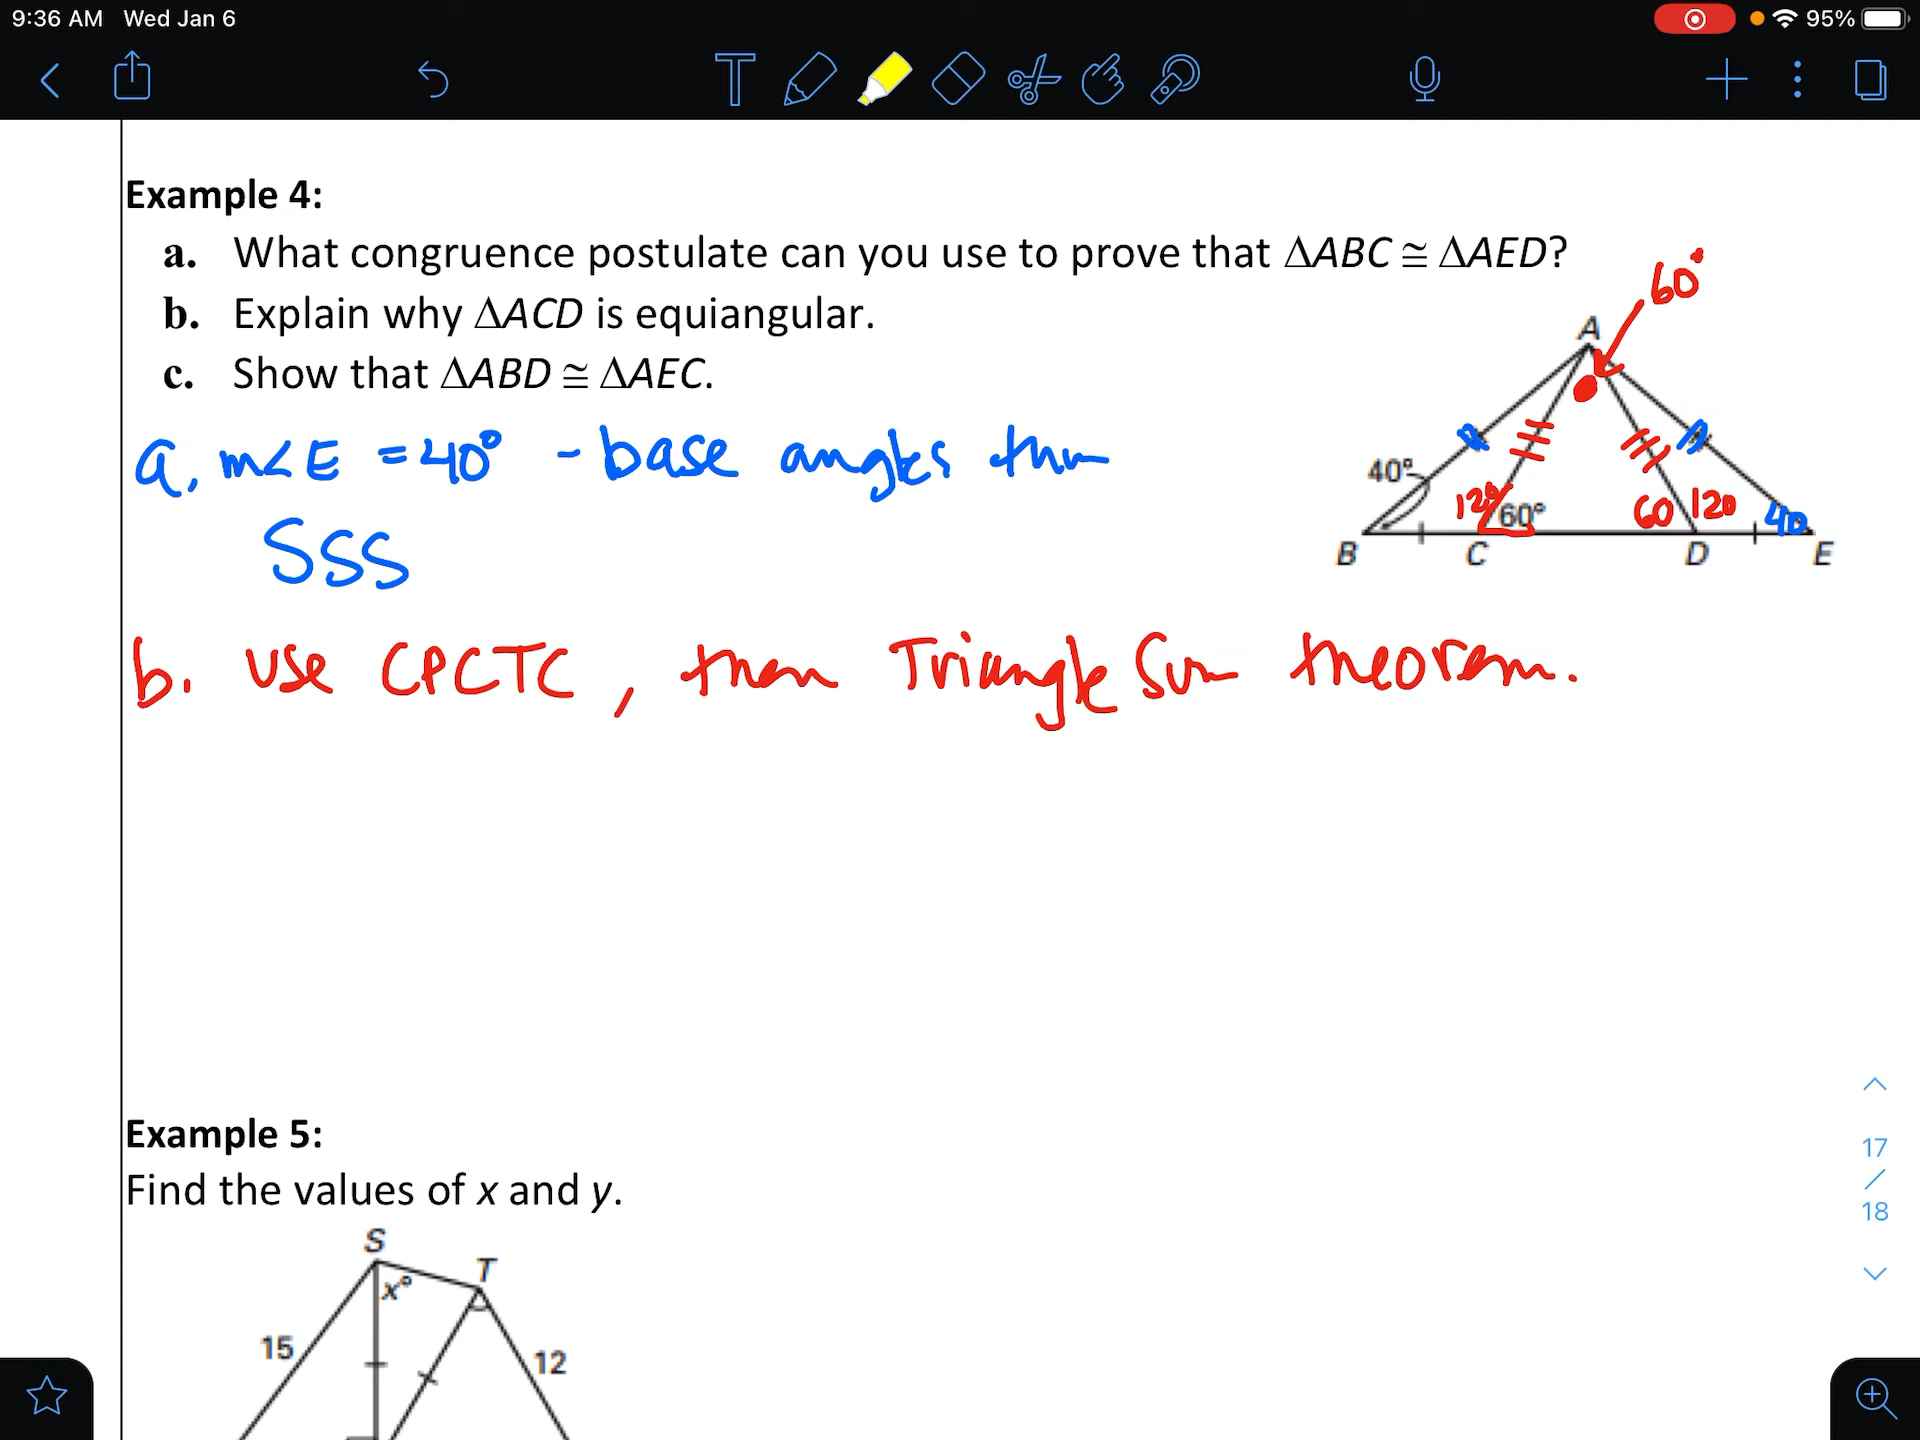 9:36 AM Wed Jan 6 95%
Example 4:
a. What congruence postulate can you use to prove that ΔABC ≅ ΔAED?
b. Explain why ΔACD is equiangular.
c. Show that ΔABD ≅ ΔAEC.
60°
A
40° 120 60° 60 120 40
B C D E
a, m<E = 40° - base angles thm
SSS
b. use CPCTC, then Triangle Sum theorem.
Example 5:
Find the values of x and y.
S
T
x°
15
12
17
/
18